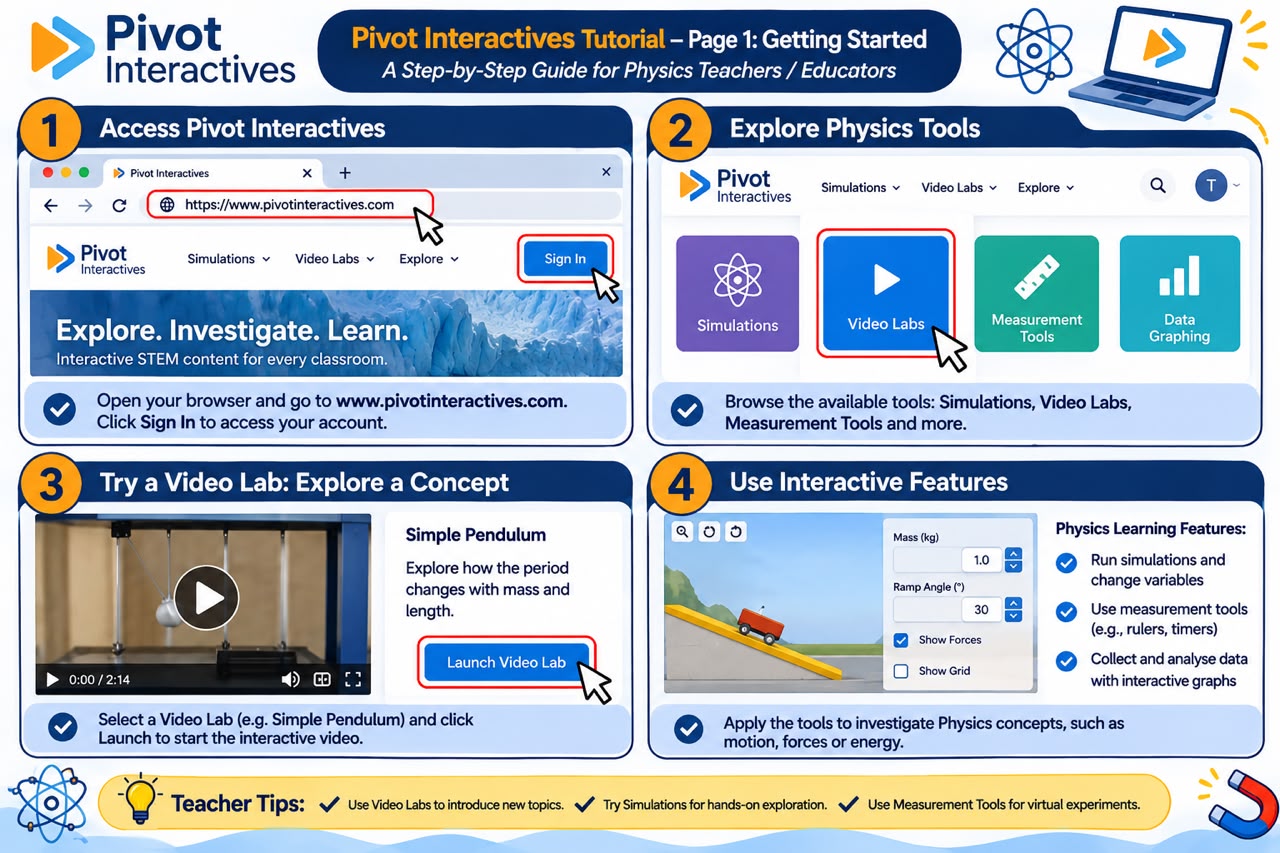 Pivot
Interactives
Pivot Interactives Tutorial – Page 1: Getting Started
A Step-by-Step Guide for Physics Teachers / Educators
1
Access Pivot Interactives
Pivot Interactives
https://www.pivotinteractives.com
Pivot
Interactives
Simulations
Video Labs
Explore
Sign In
Explore. Investigate. Learn.
Interactive STEM content for every classroom.
Open your browser and go to www.pivotinteractives.com.
Click Sign In to access your account.
2
Explore Physics Tools
Pivot
Interactives
Simulations
Video Labs
Explore
T
Simulations
Video Labs
Measurement
Tools
Data
Graphing
Browse the available tools: Simulations, Video Labs,
Measurement Tools and more.
3
Try a Video Lab: Explore a Concept
0:00 / 2:14
Simple Pendulum
Explore how the period
changes with mass and
length.
Launch Video Lab
Select a Video Lab (e.g. Simple Pendulum) and click
Launch to start the interactive video.
4
Use Interactive Features
Mass (kg)
1.0
Ramp Angle (°)
30
Show Forces
Show Grid
Physics Learning Features:
Run simulations and
change variables
Use measurement tools
(e.g., rulers, timers)
Collect and analyse data
with interactive graphs
Apply the tools to investigate Physics concepts, such as
motion, forces or energy.
Teacher Tips:
Use Video Labs to introduce new topics.
Try Simulations for hands-on exploration.
Use Measurement Tools for virtual experiments.